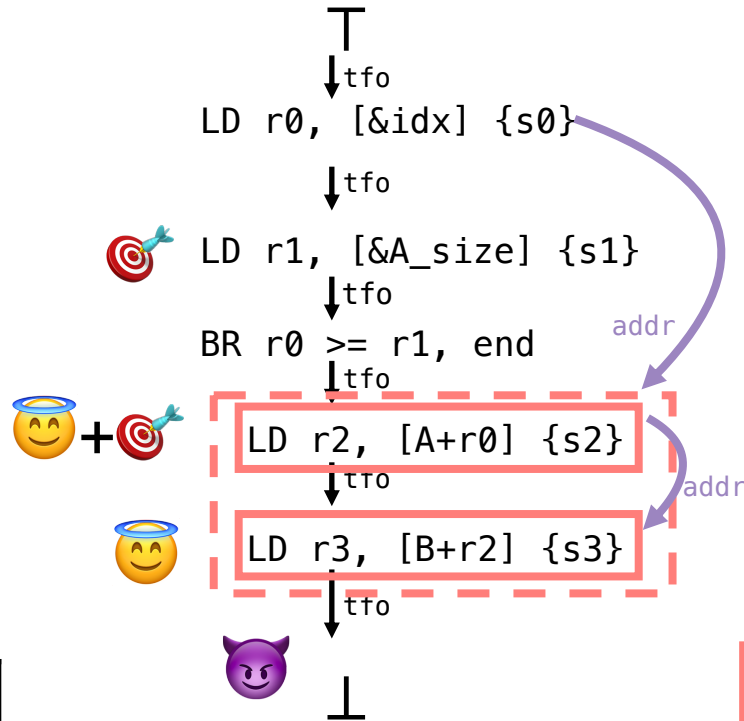 ⊤
tfo
LD r0, [&idx] {s0}
tfo
LD r1, [&A_size] {s1}
tfo
addr
BR r0 >= r1, end
tfo
+
LD r2, [A+r0] {s2}
tfo
addr
LD r3, [B+r2] {s3}
tfo
⊥